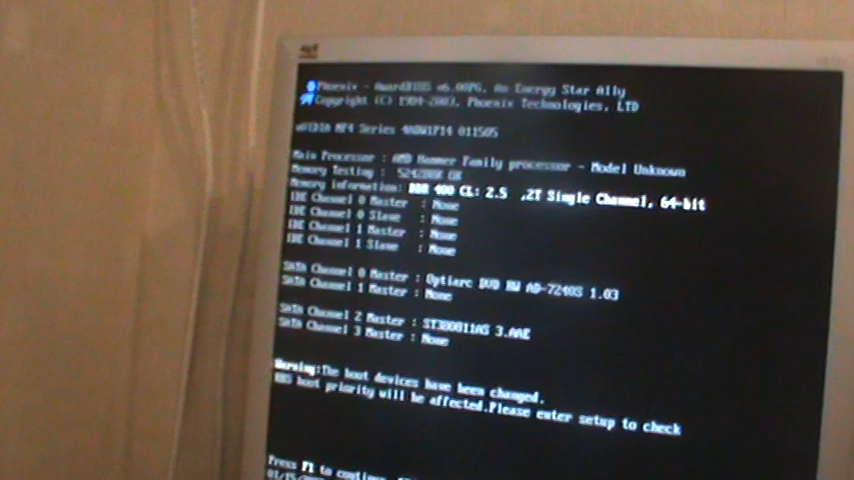 Phoenix - AwardBIOS v6.00PG, An Energy Star Ally
Copyright (C) 1984-2003, Phoenix Technologies, LTD
nVIDIA NF4 Series 011505
Main Processor : AMD Hammer Family processor - Model Unknown
Memory Testing : 524288K OK
Memory information: DDR 400 CL: 2.5 ,2T Single Channel, 64-bit
IDE Channel 0 Master : None
IDE Channel 0 Slave : None
IDE Channel 1 Master : None
IDE Channel 1 Slave : None
SATA Channel 0 Master : Optiarc DVD RW AD-7240S 1.03
SATA Channel 1 Master : None
SATA Channel 2 Master : ST380811AS 3.AAE
SATA Channel 3 Master : None
Warning:The boot devices have been changed.
BBS boot priority will be affected.Please enter setup to check
Press F1 to continue,